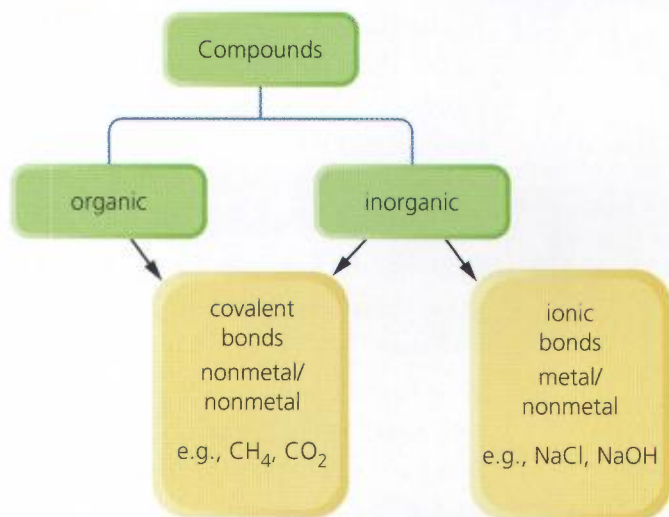 Compounds
organic
inorganic
covalent
bonds
nonmetal/
nonmetal
e.g., CH₄, CO₂
ionic
bonds
metal/
nonmetal
e.g., NaCl, NaOH